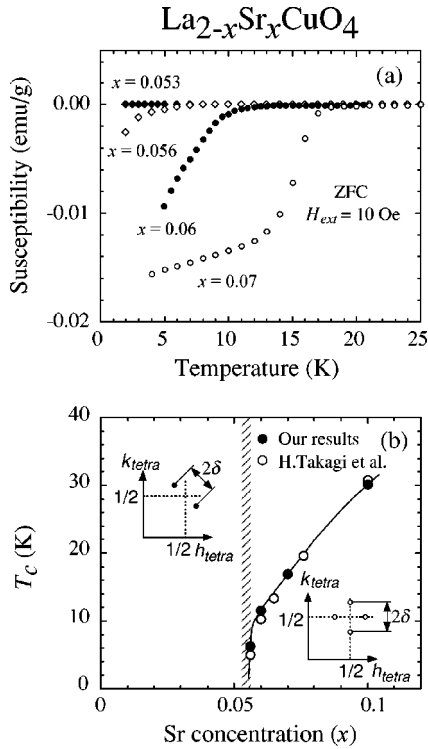 La2-xSrxCuO4
(a)
x = 0.053
x = 0.056
x = 0.06
x = 0.07
ZFC
Hext = 10 Oe
Susceptibility (emu/g)
0.00
-0.01
-0.02
0 5 10 15 20 25
Temperature (K)
(b)
Our results
H.Takagi et al.
ktetra
2δ
1/2
1/2 htetra
ktetra
1/2
2δ
1/2
htetra
Tc (K)
40
30
20
10
0
0 0.05 0.1
Sr concentration (x)